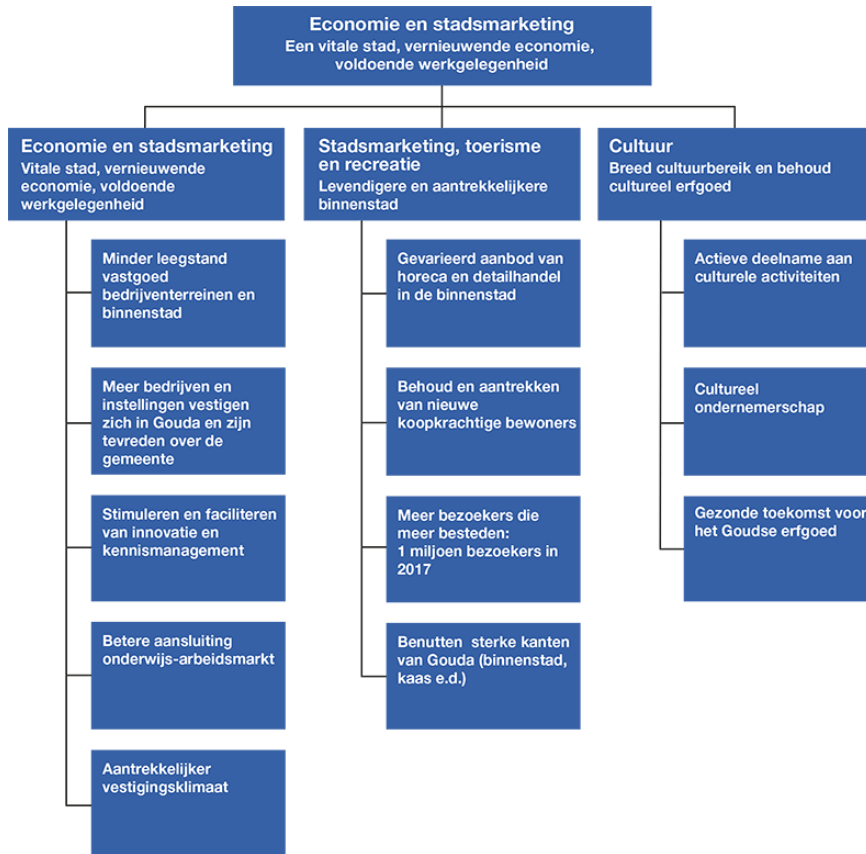 Economie en stadsmarketing
Een vitale stad, vernieuwende economie,
voldoende werkgelegenheid
Economie en stadsmarketing
Vitale stad, vernieuwende
economie, voldoende
werkgelegenheid
Minder leegstand
vastgoed
bedrijventerreinen en
binnenstad
Meer bedrijven en
instellingen vestigen
zich in Gouda en zijn
tevreden over de
gemeente
Stimuleren en faciliteren
van innovatie en
kennismanagement
Betere aansluiting
onderwijs-arbeidsmarkt
Aantrekkelijker
vestigingsklimaat
Stadsmarketing, toerisme
en recreatie
Levendigere en aantrekkelijkere
binnenstad
Gevarieerd aanbod van
horeca en detailhandel
in de binnenstad
Behoud en aantrekken
van nieuwe
koopkrachtige bewoners
Meer bezoekers die
meer besteden:
1 miljoen bezoekers in
2017
Benutten sterke kanten
van Gouda (binnenstad,
kaas e.d.)
Cultuur
Breed cultuurbereik en behoud
cultureel erfgoed
Actieve deelname aan
culturele activiteiten
Cultureel
ondernemerschap
Gezonde toekomst voor
het Goudse erfgoed